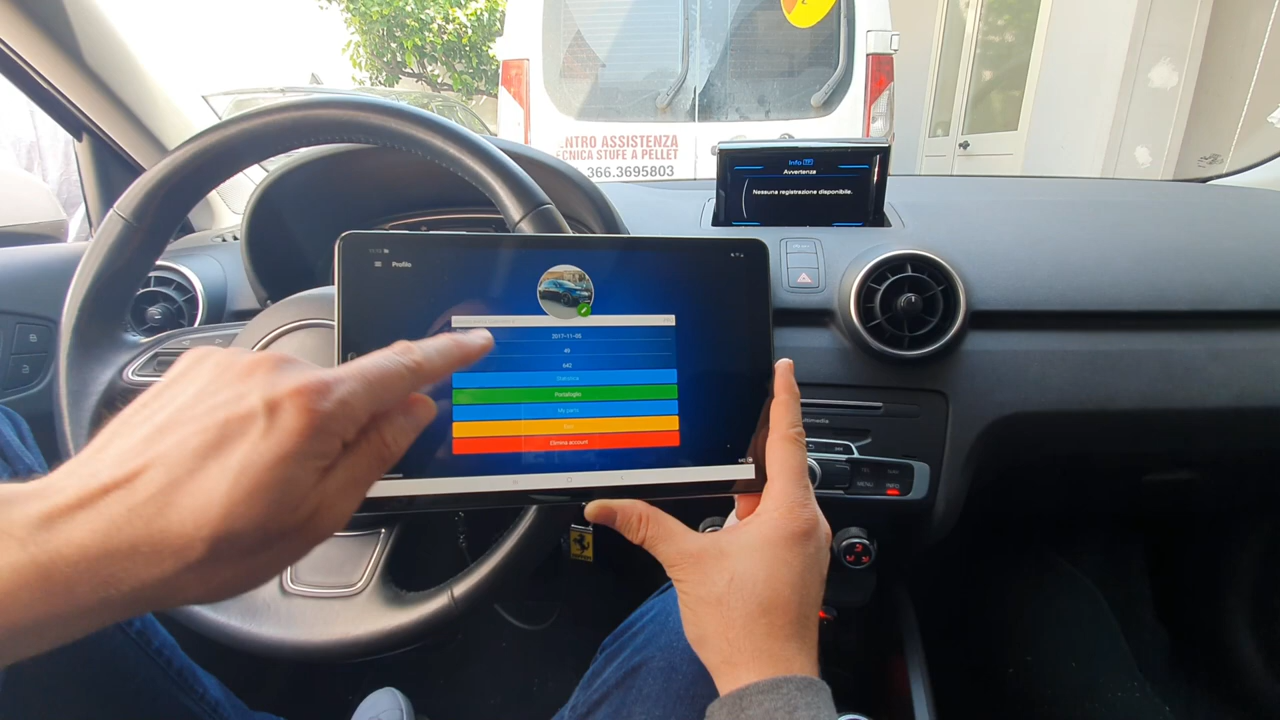 NTRO ASSISTENZA
ECNICA STUFE A PELLET
366.3695803
Info
Avvertenza
Nessuna registrazione disponibile.
Profilo
2017-11-05
49
642
Statistica
Portafoglio
My parts
Esci
Elimina account
MENU
INFO